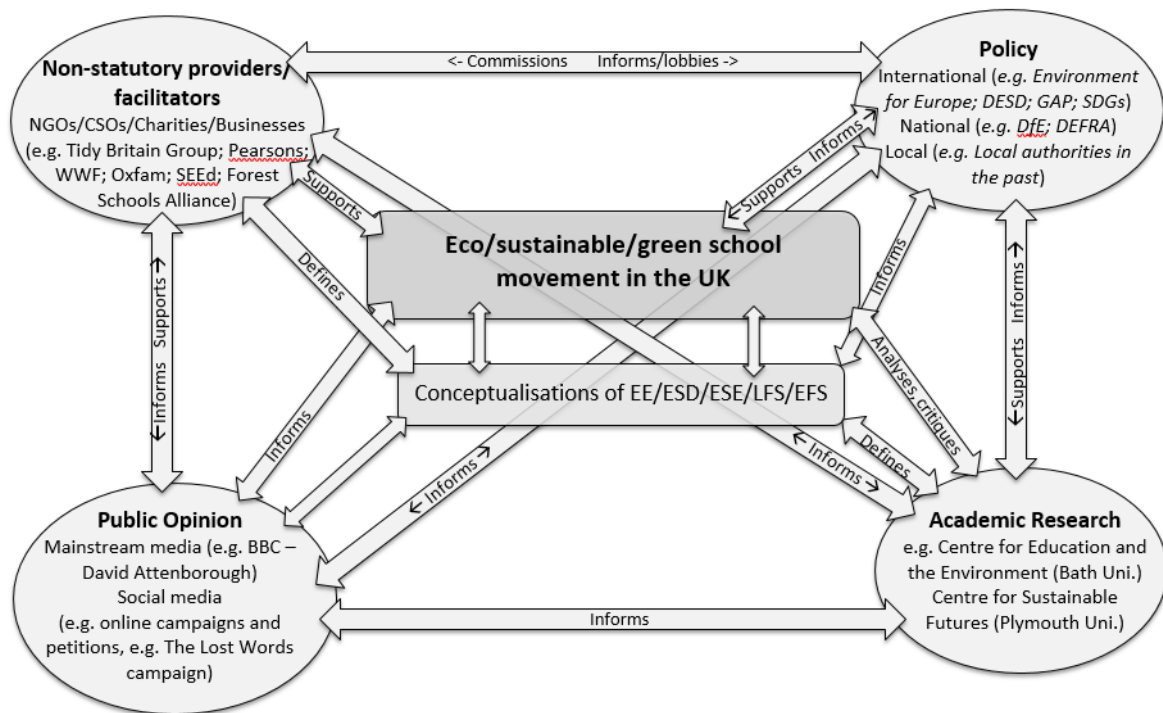 Non-statutory providers/
facilitators
NGOs/CSOs/Charities/Businesses
(e.g. Tidy Britain Group; Pearsons;
WWF; Oxfam; SEEd; Forest
Schools Alliance)
<- Commissions Informs/lobbies ->
Policy
International (e.g. Environment
for Europe; DESD; GAP; SDGs)
National (e.g. DfE; DEFRA)
Local (e.g. Local authorities in
the past)
Supports
← Supports Informs →
Eco/sustainable/green school
movement in the UK
Defines
Informs
← Informs Supports →
← Supports Informs →
Conceptualisations of EE/ESD/ESE/LFS/EFS
Analyses, critiques
Informs
← Informs →
← Informs →
Defines
Public Opinion
Mainstream media (e.g. BBC –
David Attenborough)
Social media
(e.g. online campaigns and
petitions, e.g. The Lost Words
campaign)
Informs
Academic Research
e.g. Centre for Education and
the Environment (Bath Uni.)
Centre for Sustainable
Futures (Plymouth Uni.)